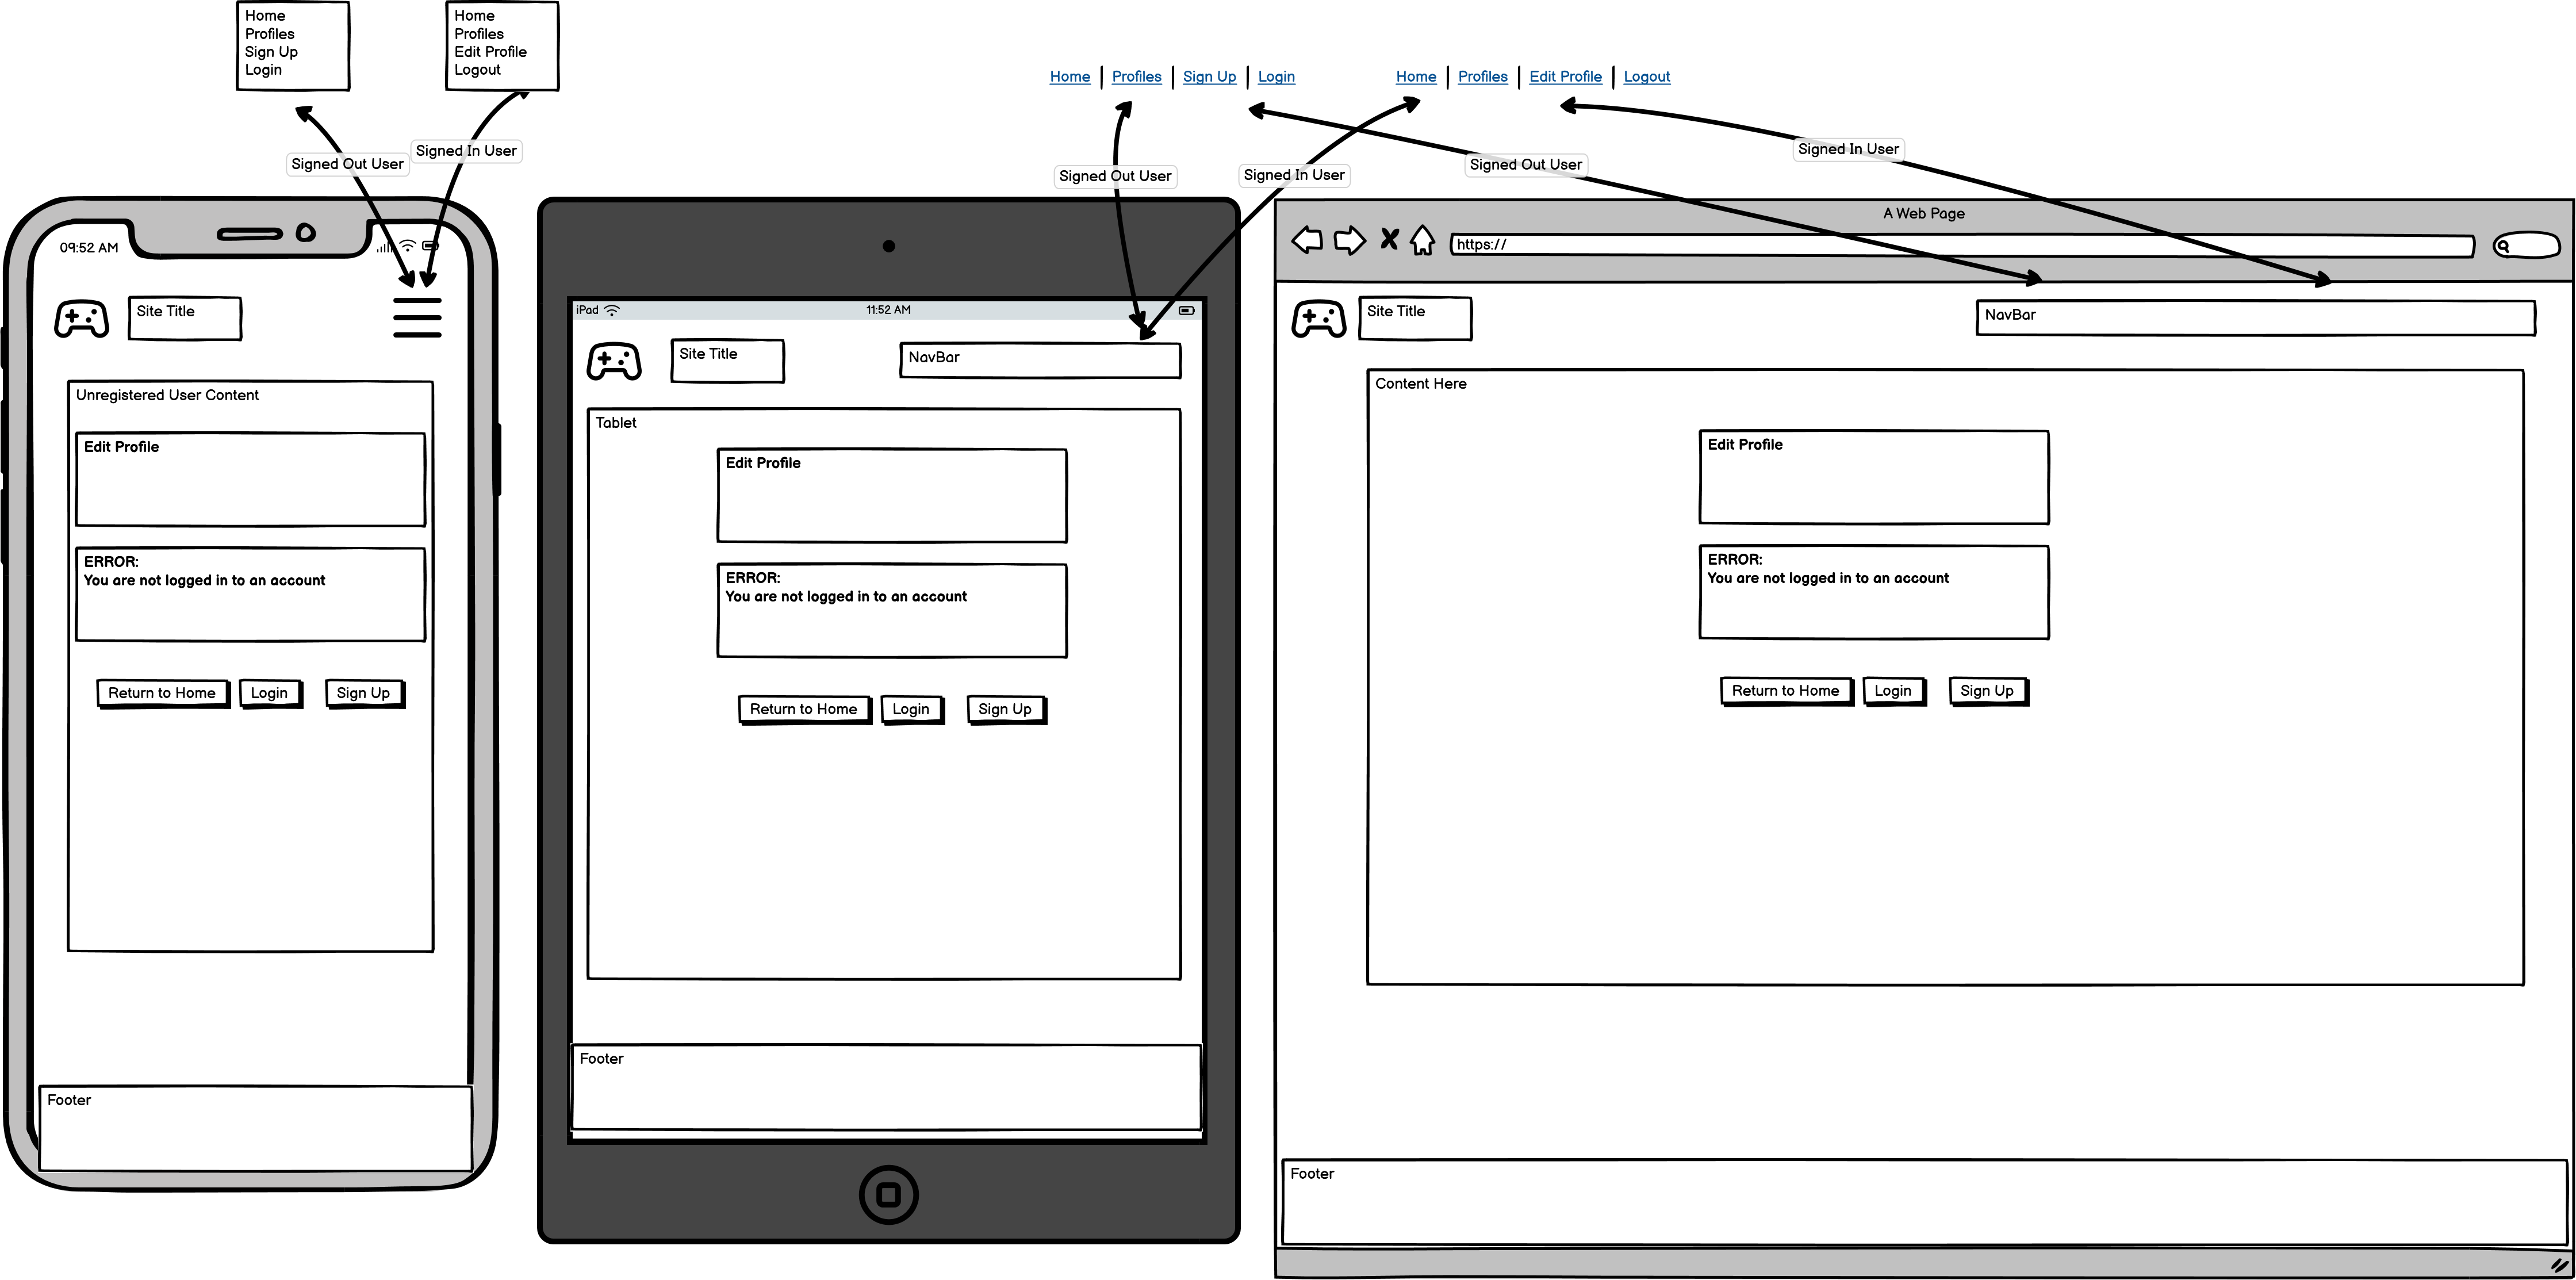 Home
Profiles
Sign Up
Login
Home
Profiles
Edit Profile
Logout
Signed Out User
Signed In User
Home | Profiles | Sign Up | Login
Home | Profiles | Edit Profile | Logout
Signed Out User
Signed In User
Signed Out User
Signed In User
09:52 AM
Site Title
Unregistered User Content
Edit Profile
ERROR:
You are not logged in to an account
Return to Home
Login
Sign Up
Footer
iPad
11:52 AM
Site Title
NavBar
Tablet
Edit Profile
ERROR:
You are not logged in to an account
Return to Home
Login
Sign Up
Footer
A Web Page
https://
Site Title
NavBar
Content Here
Edit Profile
ERROR:
You are not logged in to an account
Return to Home
Login
Sign Up
Footer